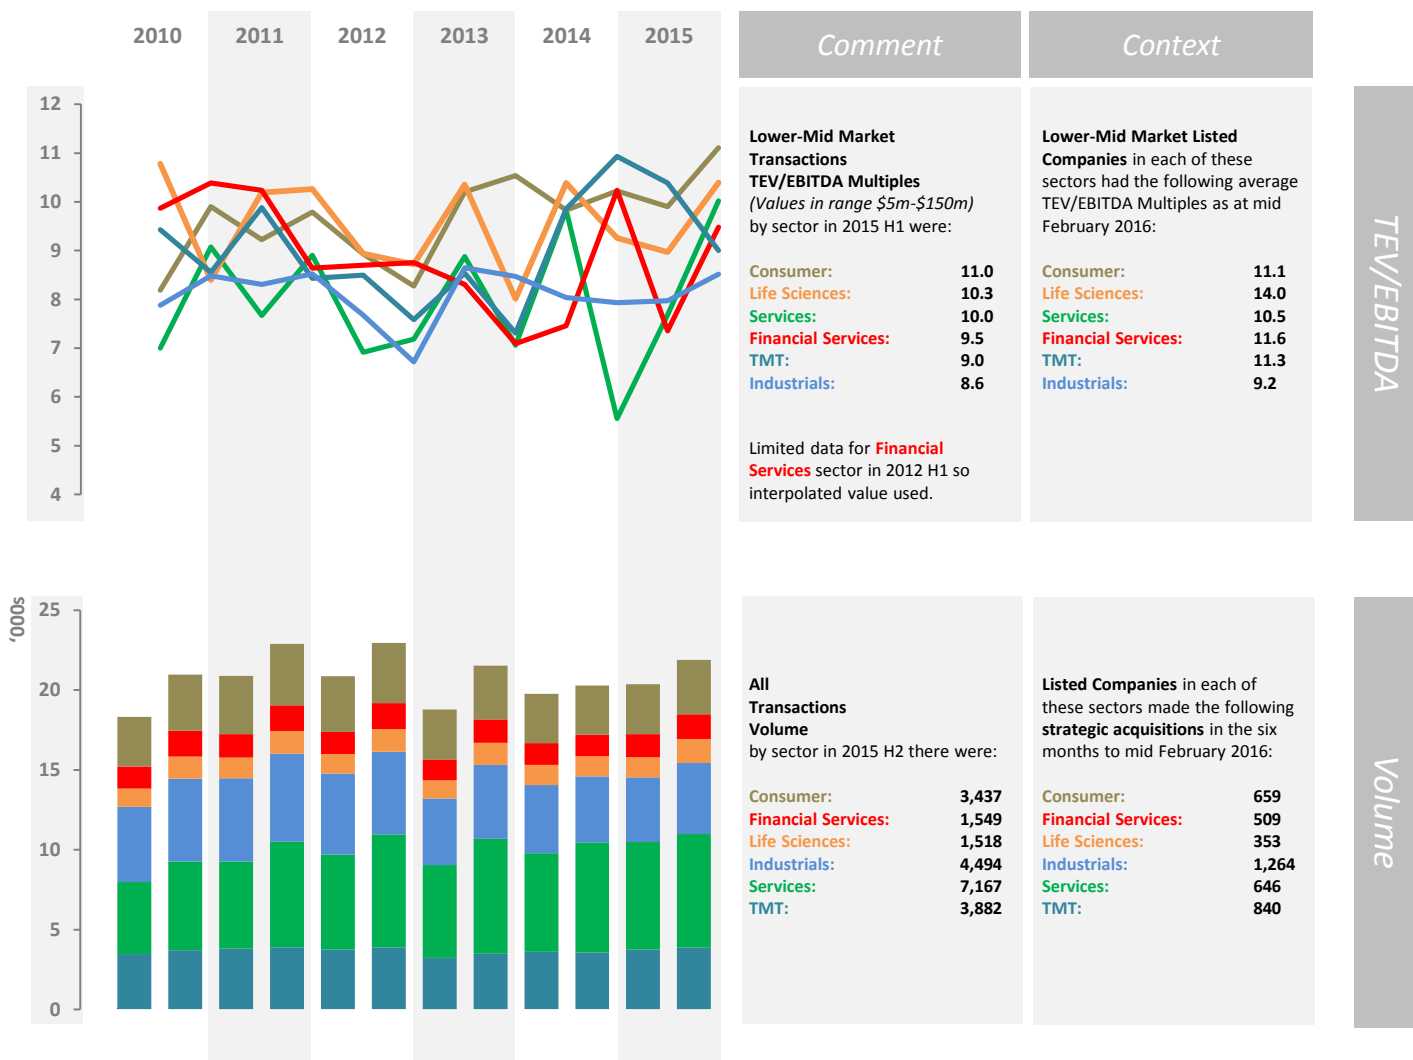 2010 2011 2012 2013 2014 2015
Comment
Context
12
11
10
9
8
7
6
5
4
Lower-Mid Market
Transactions
TEV/EBITDA Multiples
(Values in range $5m-$150m)
by sector in 2015 H1 were:
Consumer: 11.0
Life Sciences: 10.3
Services: 10.0
Financial Services: 9.5
TMT: 9.0
Industrials: 8.6
Limited data for Financial
Services sector in 2012 H1 so
interpolated value used.
Lower-Mid Market Listed
Companies in each of these
sectors had the following average
TEV/EBITDA Multiples as at mid
February 2016:
Consumer: 11.1
Life Sciences: 14.0
Services: 10.5
Financial Services: 11.6
TMT: 11.3
Industrials: 9.2
TEV/EBITDA
'000s
25
20
15
10
5
0
All
Transactions
Volume
by sector in 2015 H2 there were:
Consumer: 3,437
Financial Services: 1,549
Life Sciences: 1,518
Industrials: 4,494
Services: 7,167
TMT: 3,882
Listed Companies in each of
these sectors made the following
strategic acquisitions in the six
months to mid February 2016:
Consumer: 659
Financial Services: 509
Life Sciences: 353
Industrials: 1,264
Services: 646
TMT: 840
Volume